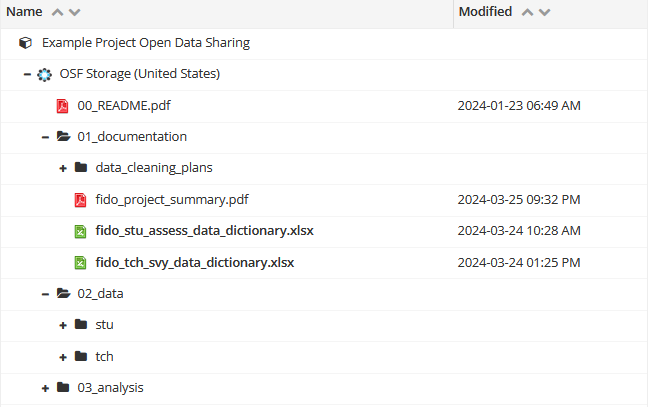 Name Modified
Example Project Open Data Sharing
OSF Storage (United States)
00_README.pdf 2024-01-23 06:49 AM
01_documentation
data_cleaning_plans
fido_project_summary.pdf 2024-03-25 09:32 PM
fido_stu_assess_data_dictionary.xlsx 2024-03-24 10:28 AM
fido_tch_svy_data_dictionary.xlsx 2024-03-24 01:25 PM
02_data
stu
tch
03_analysis